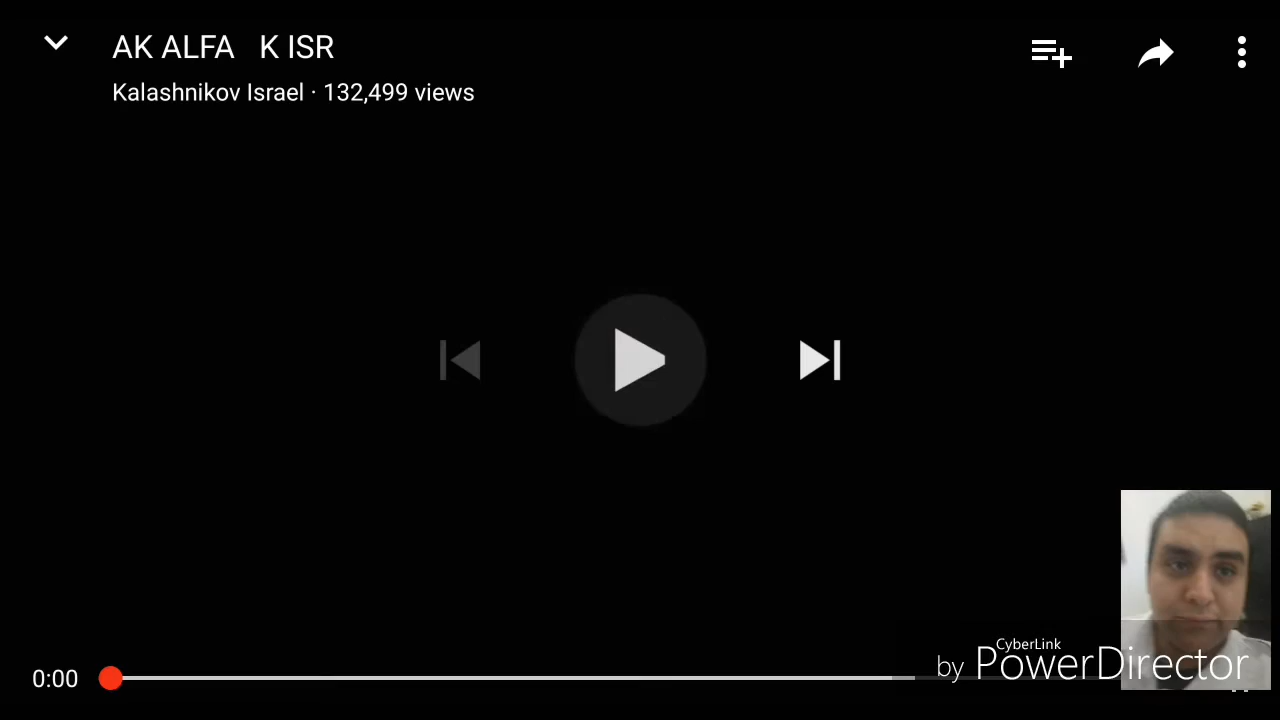 AK ALFA K ISR
Kalashnikov Israel · 132,499 views
0:00
CyberLink
by PowerDirector